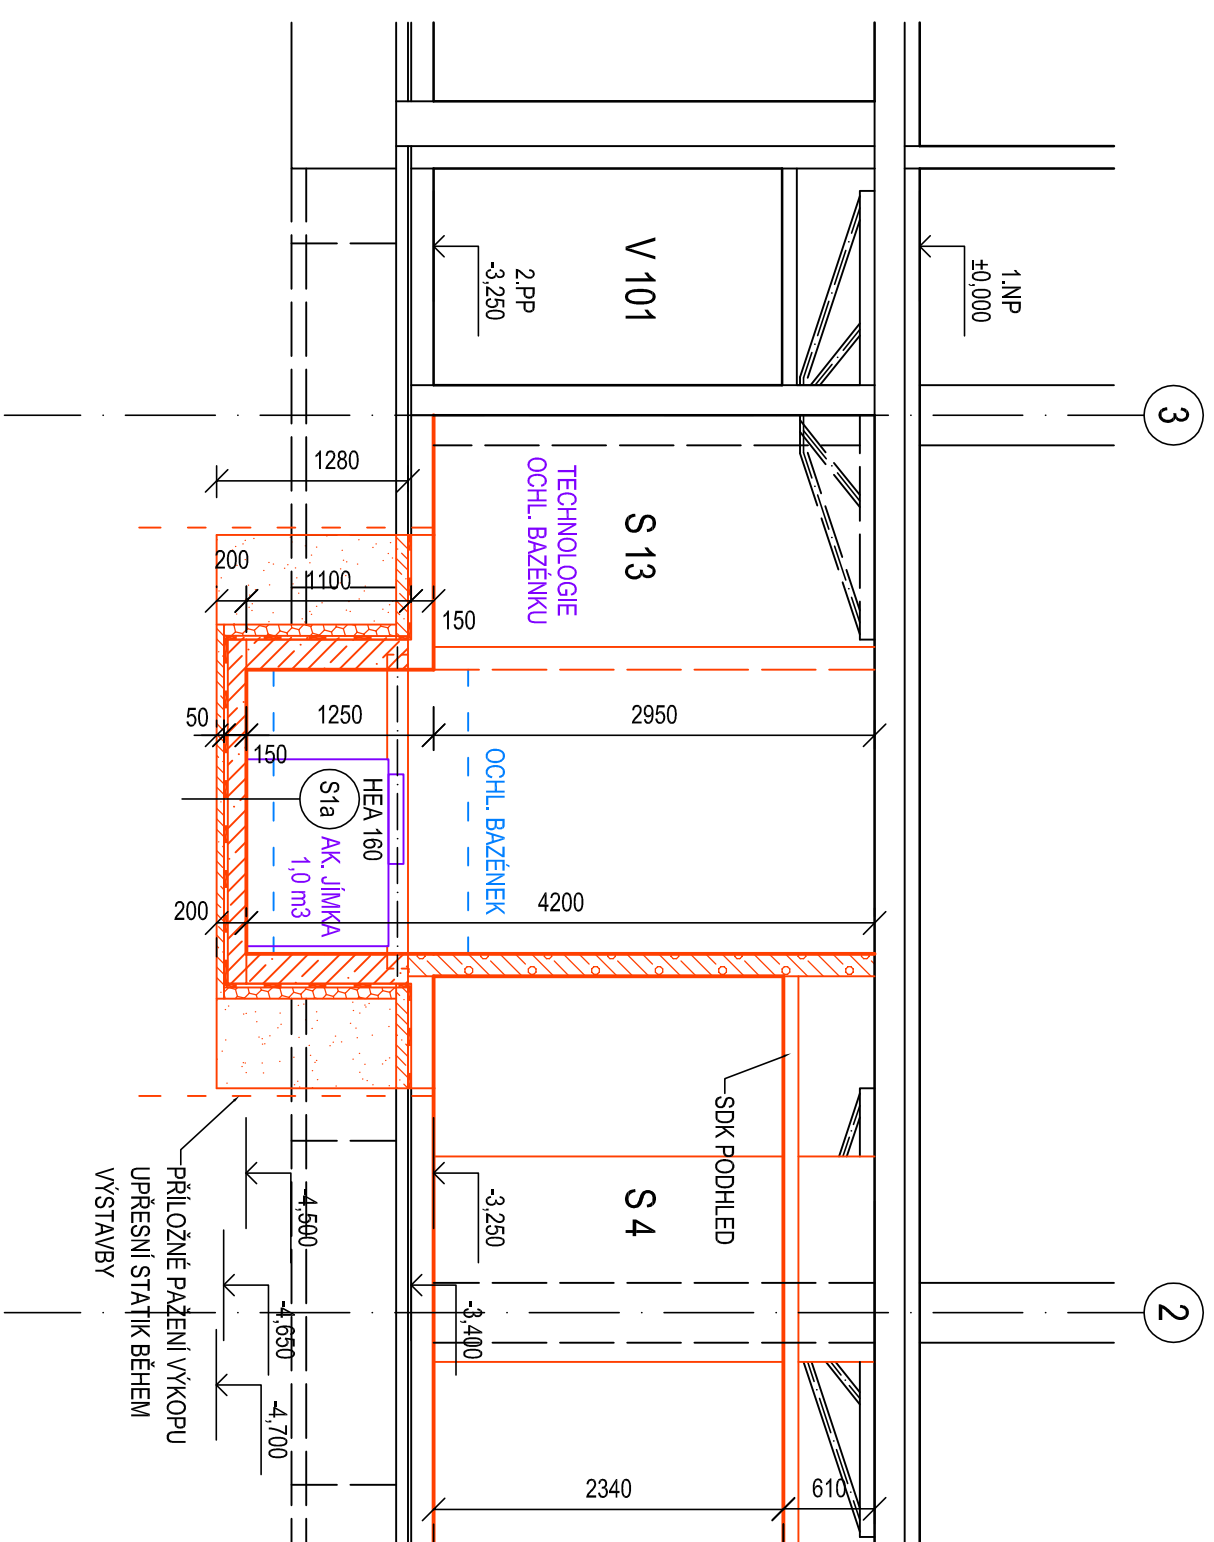 3
2
1.NP
±0,000
V 101
2.PP
-3,250
S 13
TECHNOLOGIE
OCHL. BAZÉNKU
1280
200
1100
150
50
1250
2950
150
OCHL. BAZÉNEK
HEA 160
S1a
AK. JÍMKA
1,0 m3
200
4200
SDK PODHLED
S 4
-3,250
-3,400
-4,500
-4,650
-4,700
PŘÍLOŽNÉ PAŽENÍ VÝKOPU
UPŘESNÍ STATIK BĚHEM
VÝSTAVBY
2340
610